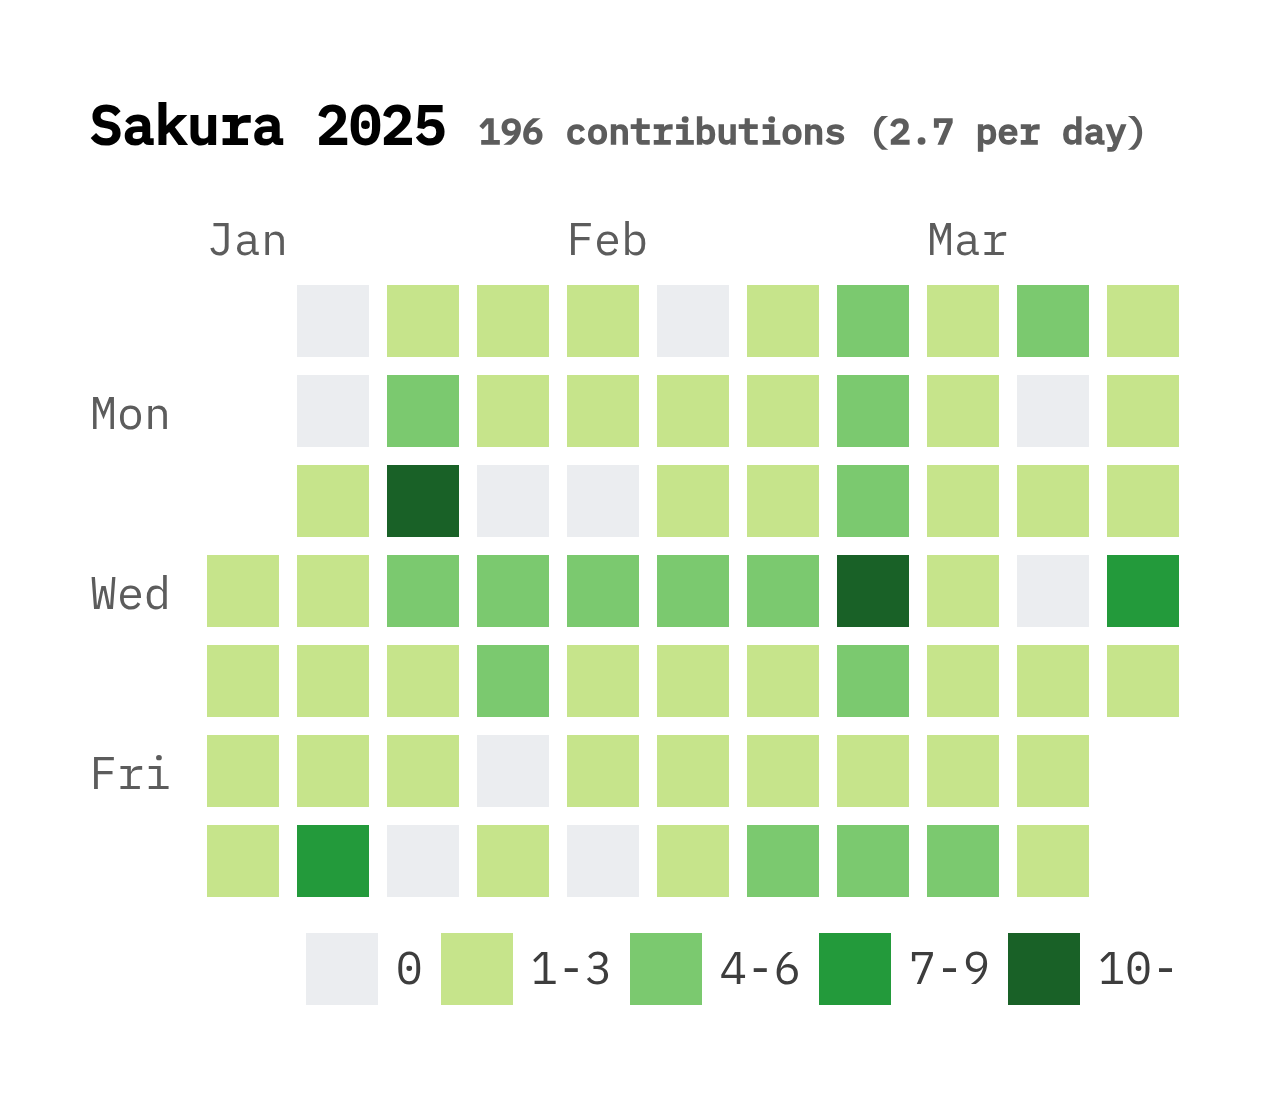 Sakura 2025 196 contributions (2.7 per day)
Jan Feb Mar
Mon
Wed
Fri
0 1-3 4-6 7-9 10-